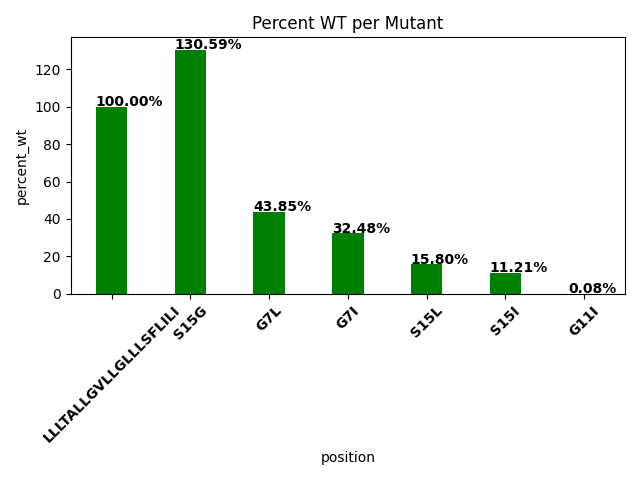 Percent WT per Mutant
percent_wt
120
100
80
60
40
20
0
100.00%
130.59%
43.85%
32.48%
15.80%
11.21%
0.08%
LLLTALLGVLLGLLLSFLILI
S15G
G7L
G7I
S15L
S15I
G11I
position